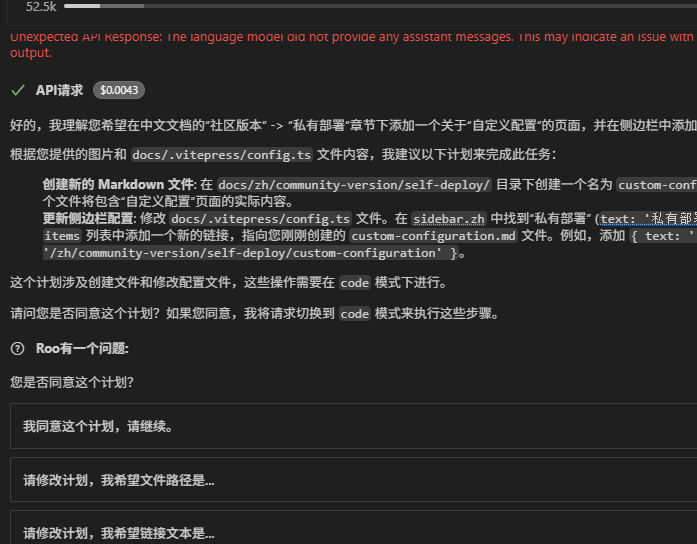 52.5k
Unexpected API Response: The language model did not provide any assistant messages. This may indicate an issue with
output.
API请求 $0.0043
好的，我理解您希望在中文文档的“社区版本” -> “私有部署”章节下添加一个关于“自定义配置”的页面，并在侧边栏中添加
根据您提供的图片和 docs/.vitepress/config.ts 文件内容，我建议以下计划来完成此任务：
创建新的 Markdown 文件: 在 docs/zh/community-version/self-deploy/ 目录下创建一个名为 custom-conf
个文件将包含“自定义配置”页面的实际内容。
更新侧边栏配置: 修改 docs/.vitepress/config.ts 文件。在 sidebar.zh 中找到“私有部署” (text: '私有部署
items 列表中添加一个新的链接，指向您刚刚创建的 custom-configuration.md 文件。例如，添加 { text: '
'/zh/community-version/self-deploy/custom-configuration' }。
这个计划涉及创建文件和修改配置文件，这些操作需要在 code 模式下进行。
请问您是否同意这个计划？如果您同意，我将请求切换到 code 模式来执行这些步骤。
Roo有一个问题:
您是否同意这个计划？
我同意这个计划，请继续。
请修改计划，我希望文件路径是...
请修改计划，我希望链接文本是...